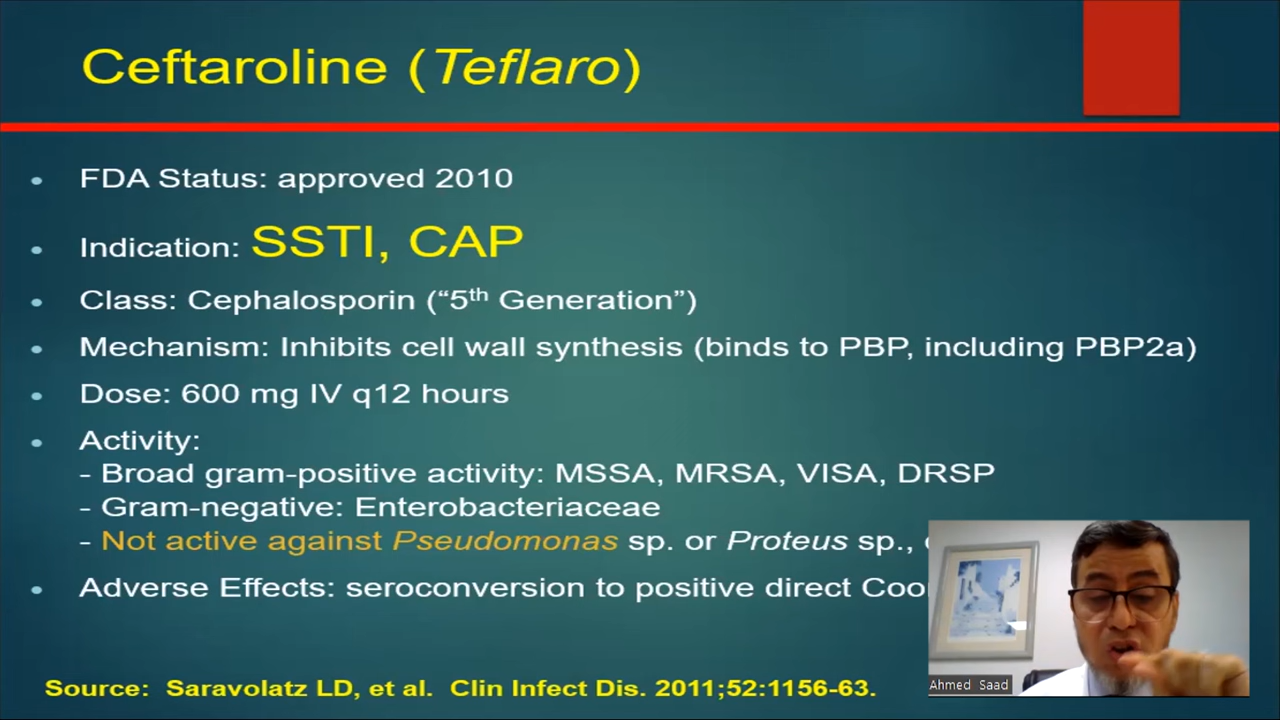 Ceftaroline (Teflaro)
• FDA Status: approved 2010
• Indication: SSTI, CAP
• Class: Cephalosporin (“5th Generation”)
• Mechanism: Inhibits cell wall synthesis (binds to PBP, including PBP2a)
• Dose: 600 mg IV q12 hours
• Activity:
- Broad gram-positive activity: MSSA, MRSA, VISA, DRSP
- Gram-negative: Enterobacteriaceae
- Not active against Pseudomonas sp. or Proteus sp.,
• Adverse Effects: seroconversion to positive direct
Source: Saravolatz LD, et al. Clin Infect Dis. 2011;52:1156-63.
Ahmed Saad